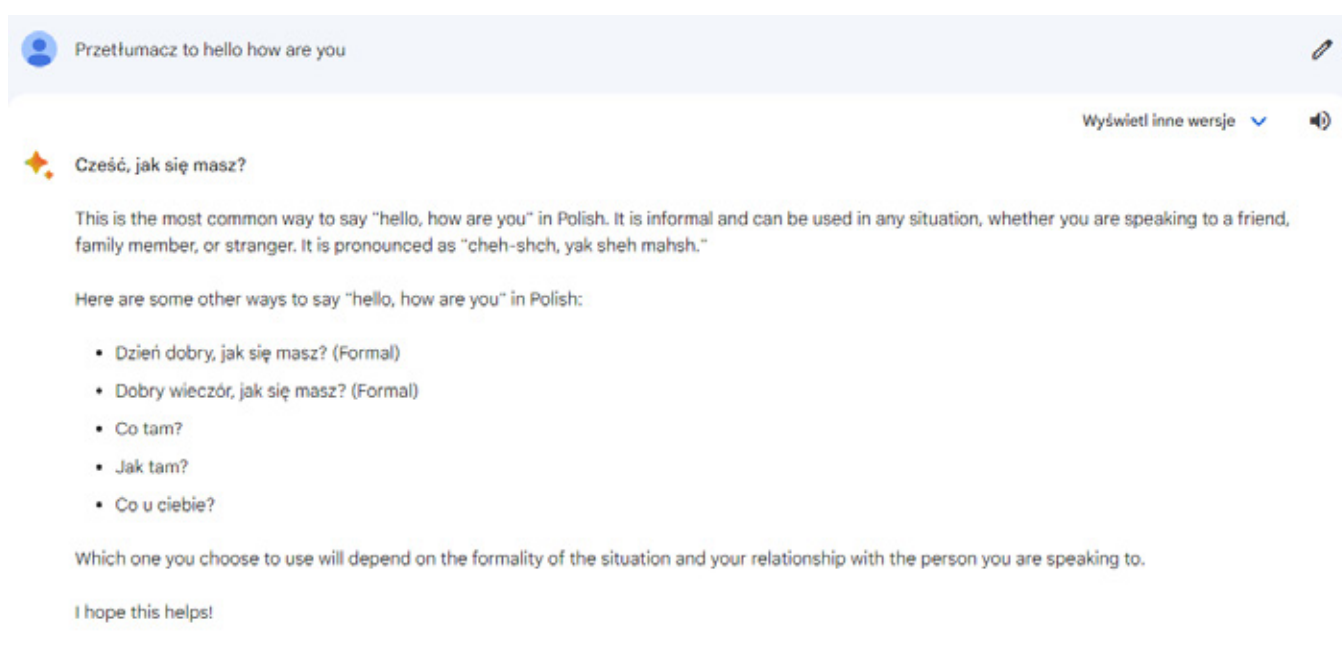 Przetłumacz to hello how are you
Wyświetl inne wersje
Cześć, jak się masz?
This is the most common way to say "hello, how are you" in Polish. It is informal and can be used in any situation, whether you are speaking to a friend,
family member, or stranger. It is pronounced as "cheh-shch, yak sheh mahsh."
Here are some other ways to say "hello, how are you" in Polish:
• Dzień dobry, jak się masz? (Formal)
• Dobry wieczór, jak się masz? (Formal)
• Co tam?
• Jak tam?
• Co u ciebie?
Which one you choose to use will depend on the formality of the situation and your relationship with the person you are speaking to.
I hope this helps!